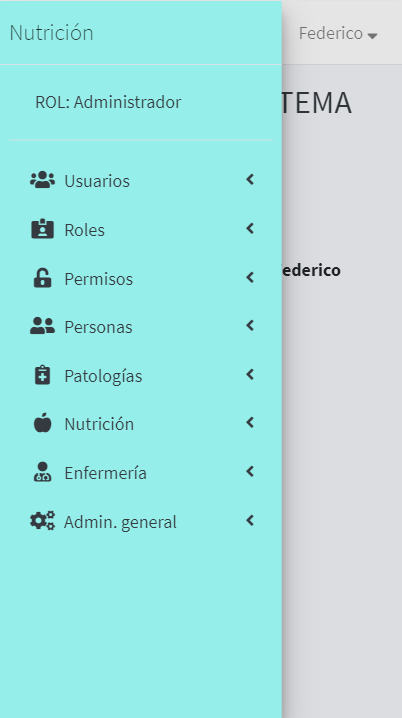 Nutrición
Federico
ROL: Administrador
TEMA
Usuarios
Roles
Permisos
ederico
Personas
Patologías
Nutrición
Enfermería
Admin. general